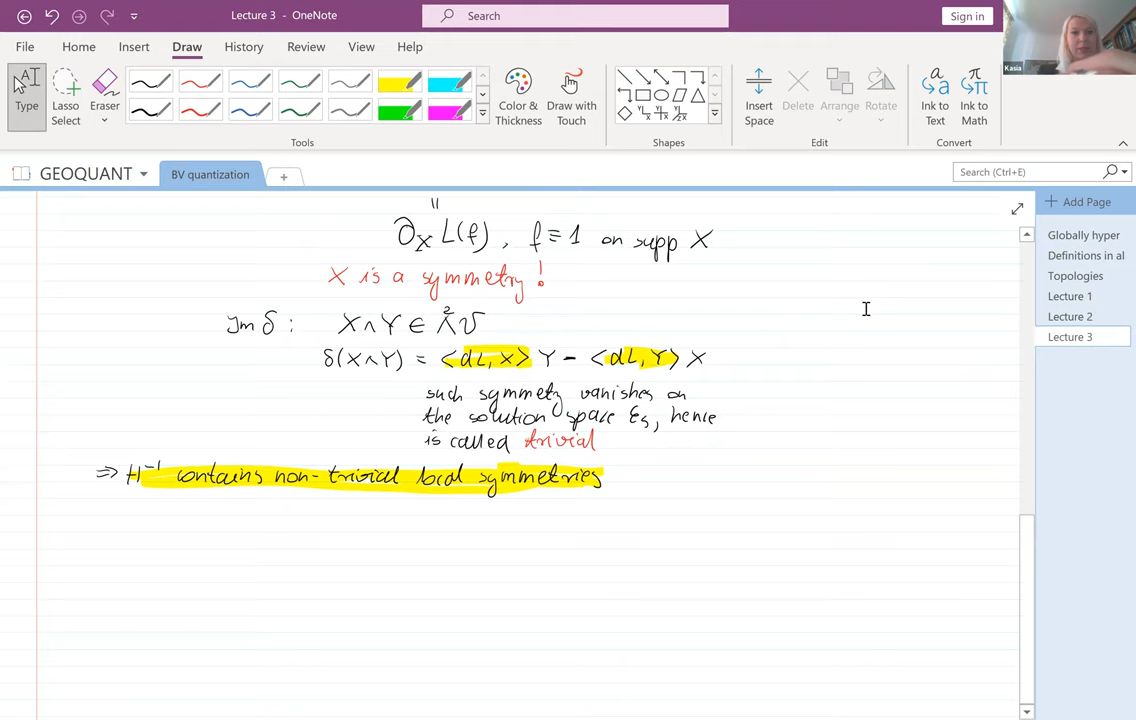 Lecture 3 - OneNote
Search
Sign in
File Home Insert Draw History Review View Help
Type
Lasso Select
Eraser
Color & Thickness
Draw with Touch
Insert Space
Delete
Arrange
Rotate
Ink to Text
Ink to Math
Tools
Shapes
Edit
Convert
GEOQUANT
BV quantization
Search (Ctrl+E)
Add Page
Globally hyper
Definitions in al
Topologies
Lecture 1
Lecture 2
Lecture 3
Kasia
"
∂_X L(f), f ≡ 1 on supp X
X is a symmetry!
Im δ : X ∧ Y ∈ Λ² V
δ(X∧Y) = <dL, X> Y - <dL, Y> X
such symmetry vanishes on
the solution space E_S, hence
is called trivial
⇒ H⁻¹ contains non-trivial local symmetries